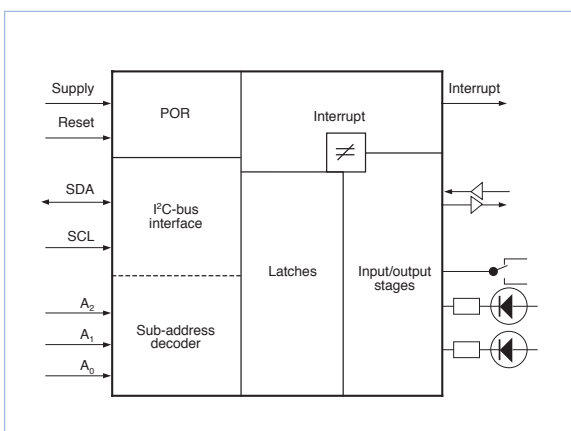 Supply
Reset
POR
Interrupt
Interrupt
≠
SDA
SCL
I²C-bus
interface
Latches
Input/output
stages
A₂
A₁
A₀
Sub-address
decoder